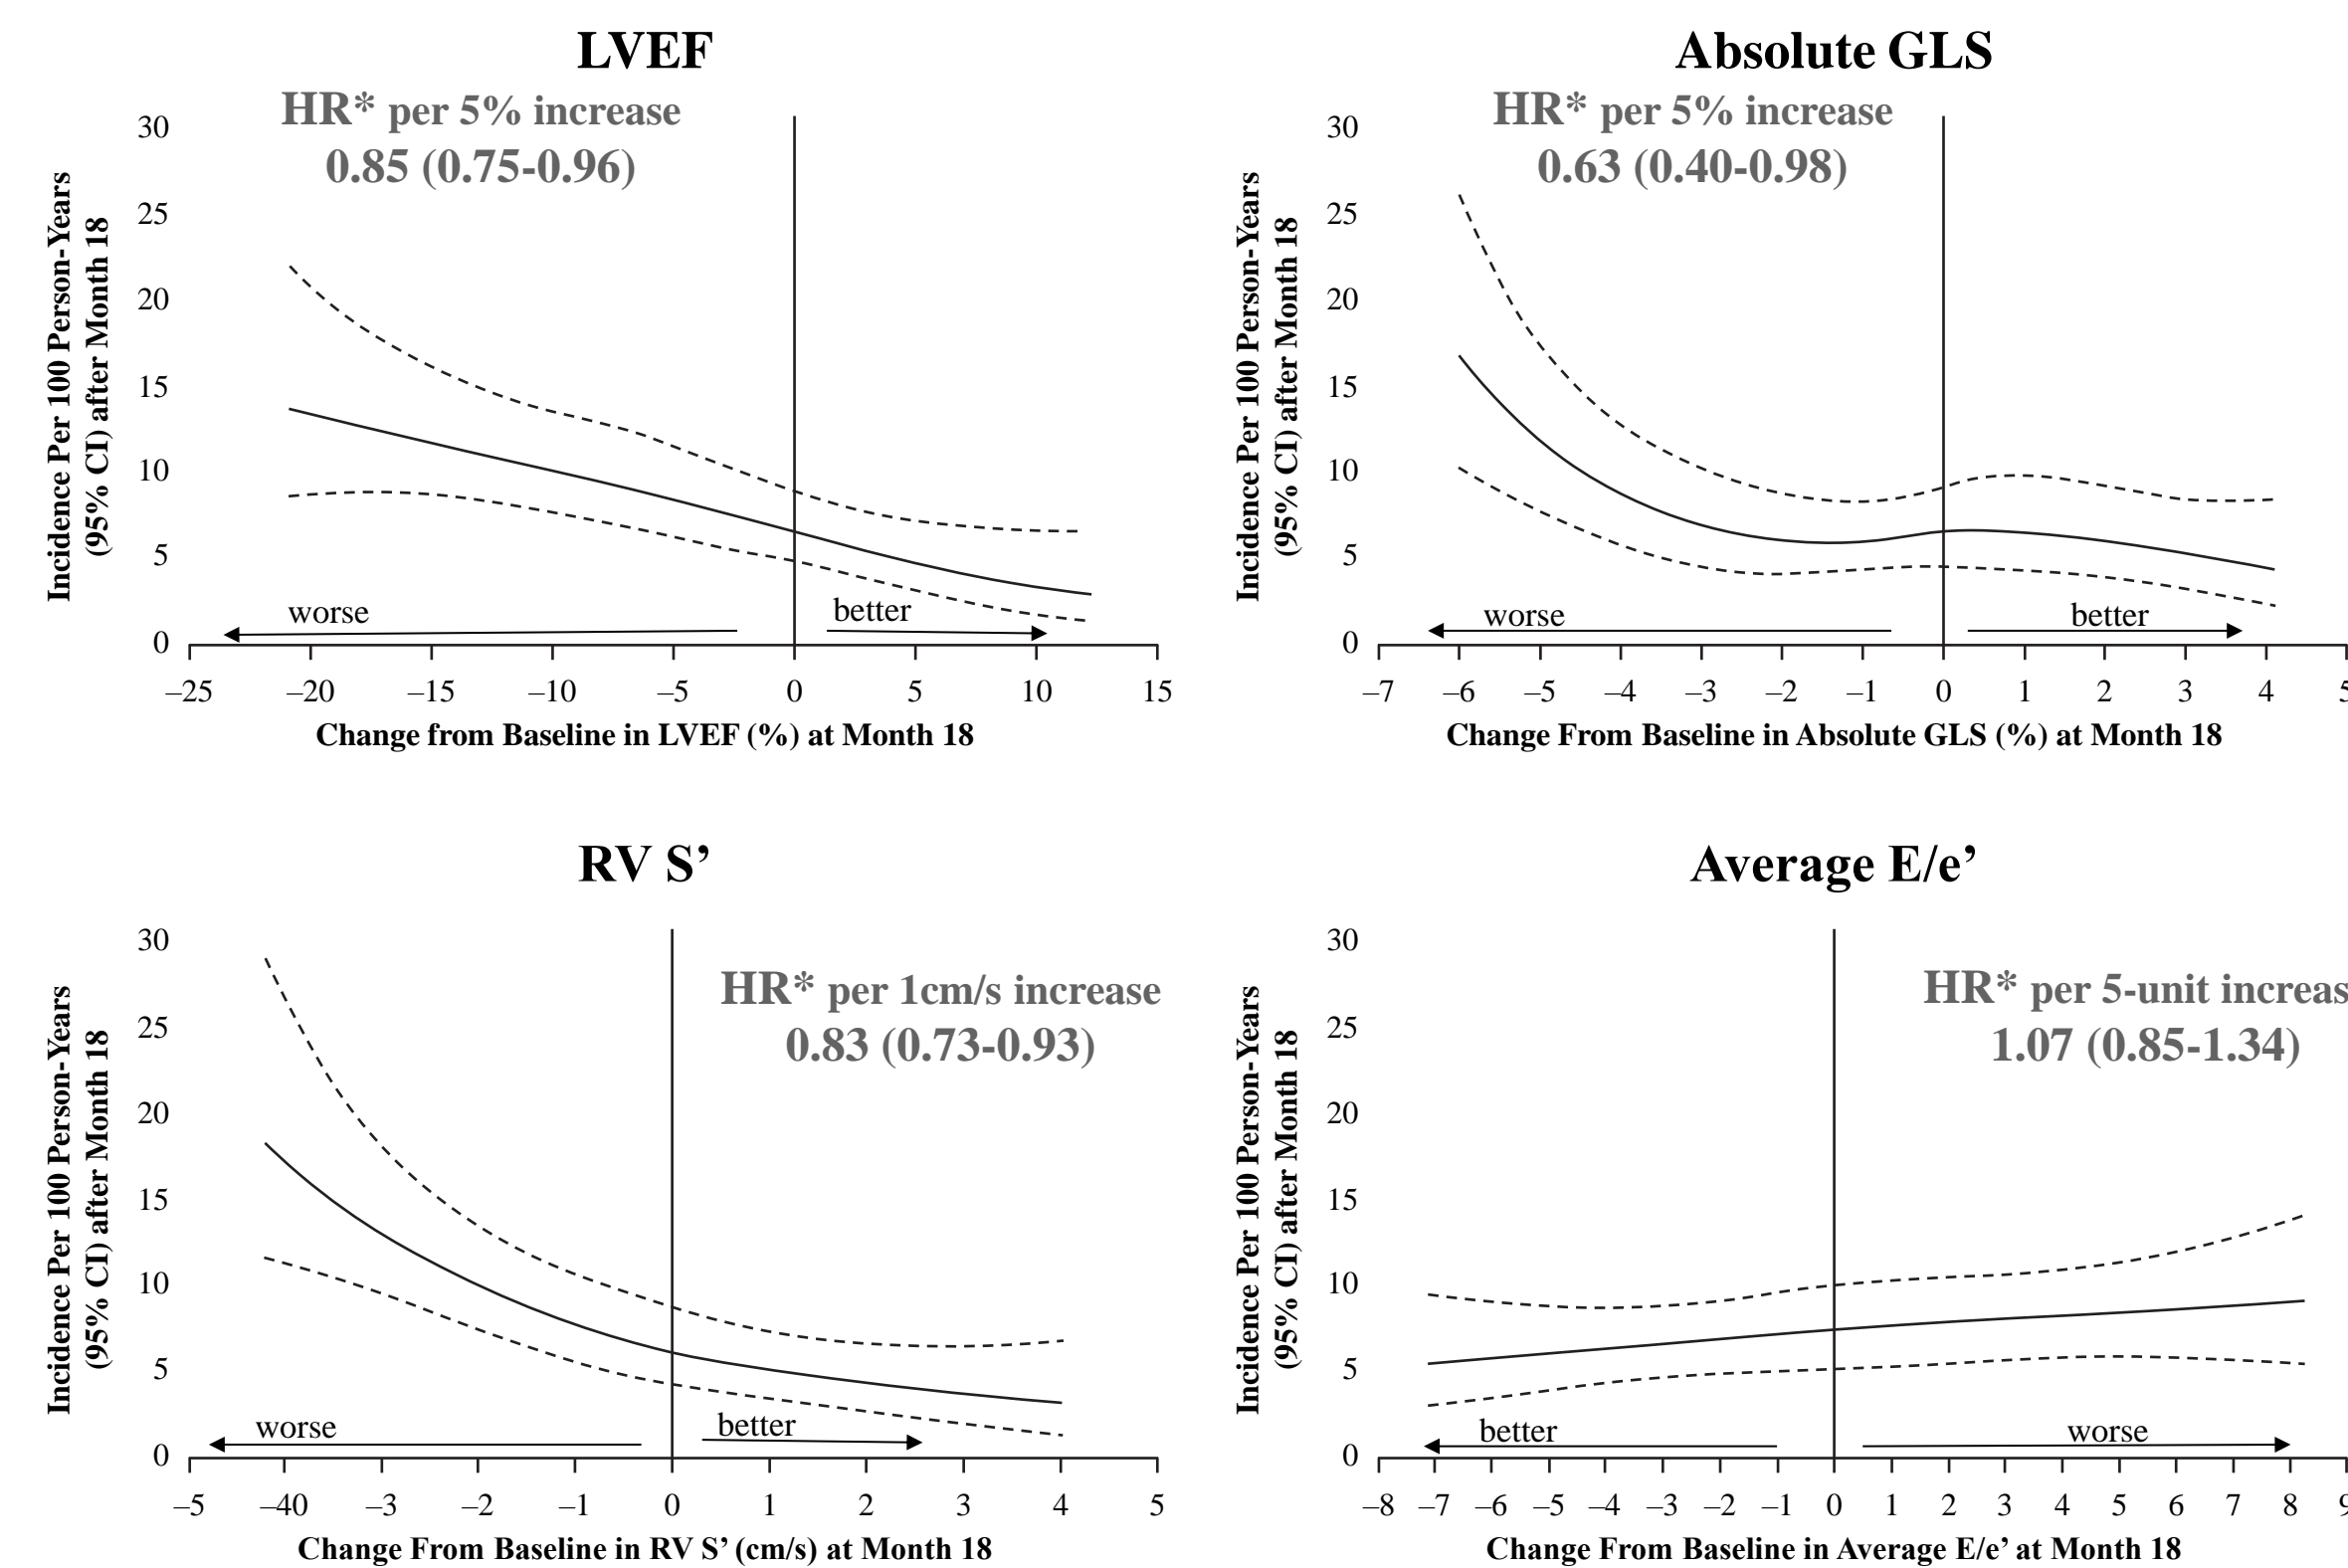 LVEF
HR* per 5% increase
0.85 (0.75-0.96)
Incidence Per 100 Person-Years
(95% CI) after Month 18
30
25
20
15
10
5
0
worse
better
–25 –20 –15 –10 –5 0 5 10 15
Change from Baseline in LVEF (%) at Month 18
Absolute GLS
HR* per 5% increase
0.63 (0.40-0.98)
Incidence Per 100 Person-Years
(95% CI) after Month 18
30
25
20
15
10
5
0
worse
better
–7 –6 –5 –4 –3 –2 –1 0 1 2 3 4 5
Change From Baseline in Absolute GLS (%) at Month 18
RV S’
HR* per 1cm/s increase
0.83 (0.73-0.93)
Incidence Per 100 Person-Years
(95% CI) after Month 18
30
25
20
15
10
5
0
worse
better
–5 –40 –3 –2 –1 0 1 2 3 4 5
Change From Baseline in RV S’ (cm/s) at Month 18
Average E/e’
HR* per 5-unit increas
1.07 (0.85-1.34)
Incidence Per 100 Person-Years
(95% CI) after Month 18
30
25
20
15
10
5
0
better
worse
–8 –7 –6 –5 –4 –3 –2 –1 0 1 2 3 4 5 6 7 8 9
Change From Baseline in Average E/e’ at Month 18